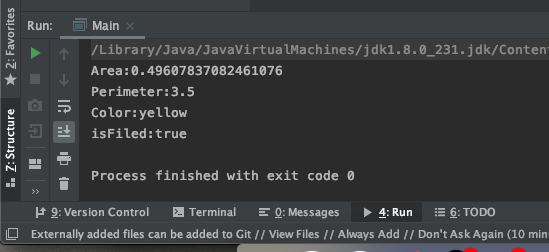 Run: Main
/Library/Java/JavaVirtualMachines/jdk1.8.0_231.jdk/Conten
Area:0.49607837082461076
Perimeter:3.5
Color:yellow
isFiled:true
Process finished with exit code 0
2: Favorites
7: Structure
9: Version Control Terminal 0: Messages 4: Run 6: TODO
Externally added files can be added to Git // View Files // Always Add // Don't Ask Again (10 min